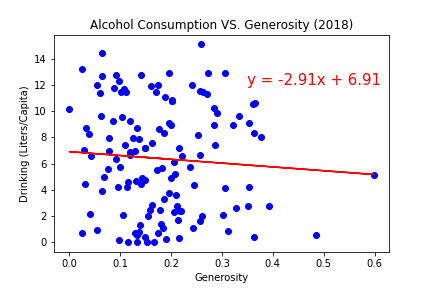 Alcohol Consumption VS. Generosity (2018)
y = -2.91x + 6.91
Drinking (Liters/Capita)
14
12
10
8
6
4
2
0
0.0 0.1 0.2 0.3 0.4 0.5 0.6
Generosity